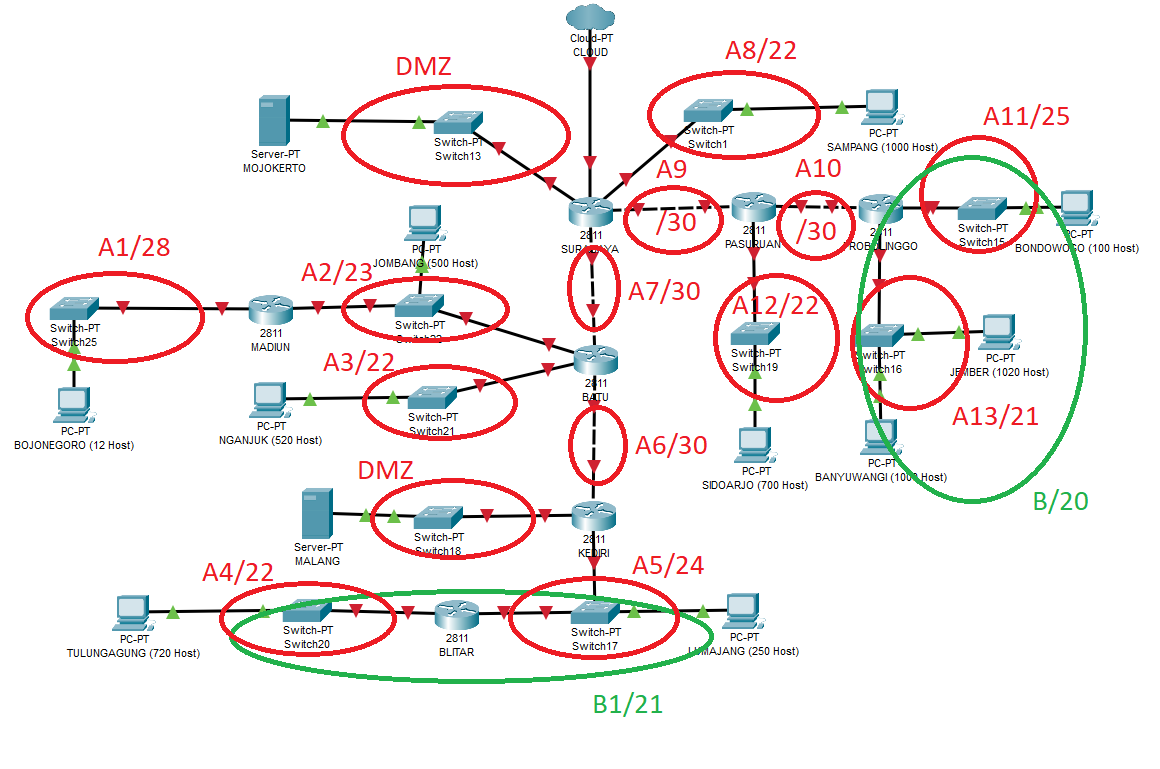 Cloud-PT
CLOUD
A8/22
DMZ
Switch-PT
Switch13
Server-PT
MOJOKERTO
Switch-PT
Switch1
PC-PT
SAMPANG (1000 Host)
A11/25
A9
/30
A10
/30
2811
SURABAYA
2811
PASURUAN
2811
PROBOLINGGO
Switch-PT
Switch15
PC-PT
BONDOWOSO (100 Host)
A1/28
Switch-PT
Switch25
2811
MADIUN
PC-PT
JOMBANG (500 Host)
A2/23
Switch-PT
A7/30
A12/22
Switch-PT
Switch19
Switch-PT
Switch16
PC-PT
JEMBER (1020 Host)
A3/22
2811
BATU
PC-PT
BOJONEGORO (12 Host)
PC-PT
NGANJUK (520 Host)
Switch-PT
Switch21
A13/21
A6/30
PC-PT
SIDOARJO (700 Host)
PC-PT
BANYUWANGI (1000 Host)
B/20
DMZ
Server-PT
MALANG
Switch-PT
Switch18
2811
KEDIRI
A4/22
A5/24
PC-PT
TULUNGAGUNG (720 Host)
Switch-PT
Switch20
2811
BLITAR
Switch-PT
Switch17
PC-PT
LUMAJANG (250 Host)
B1/21